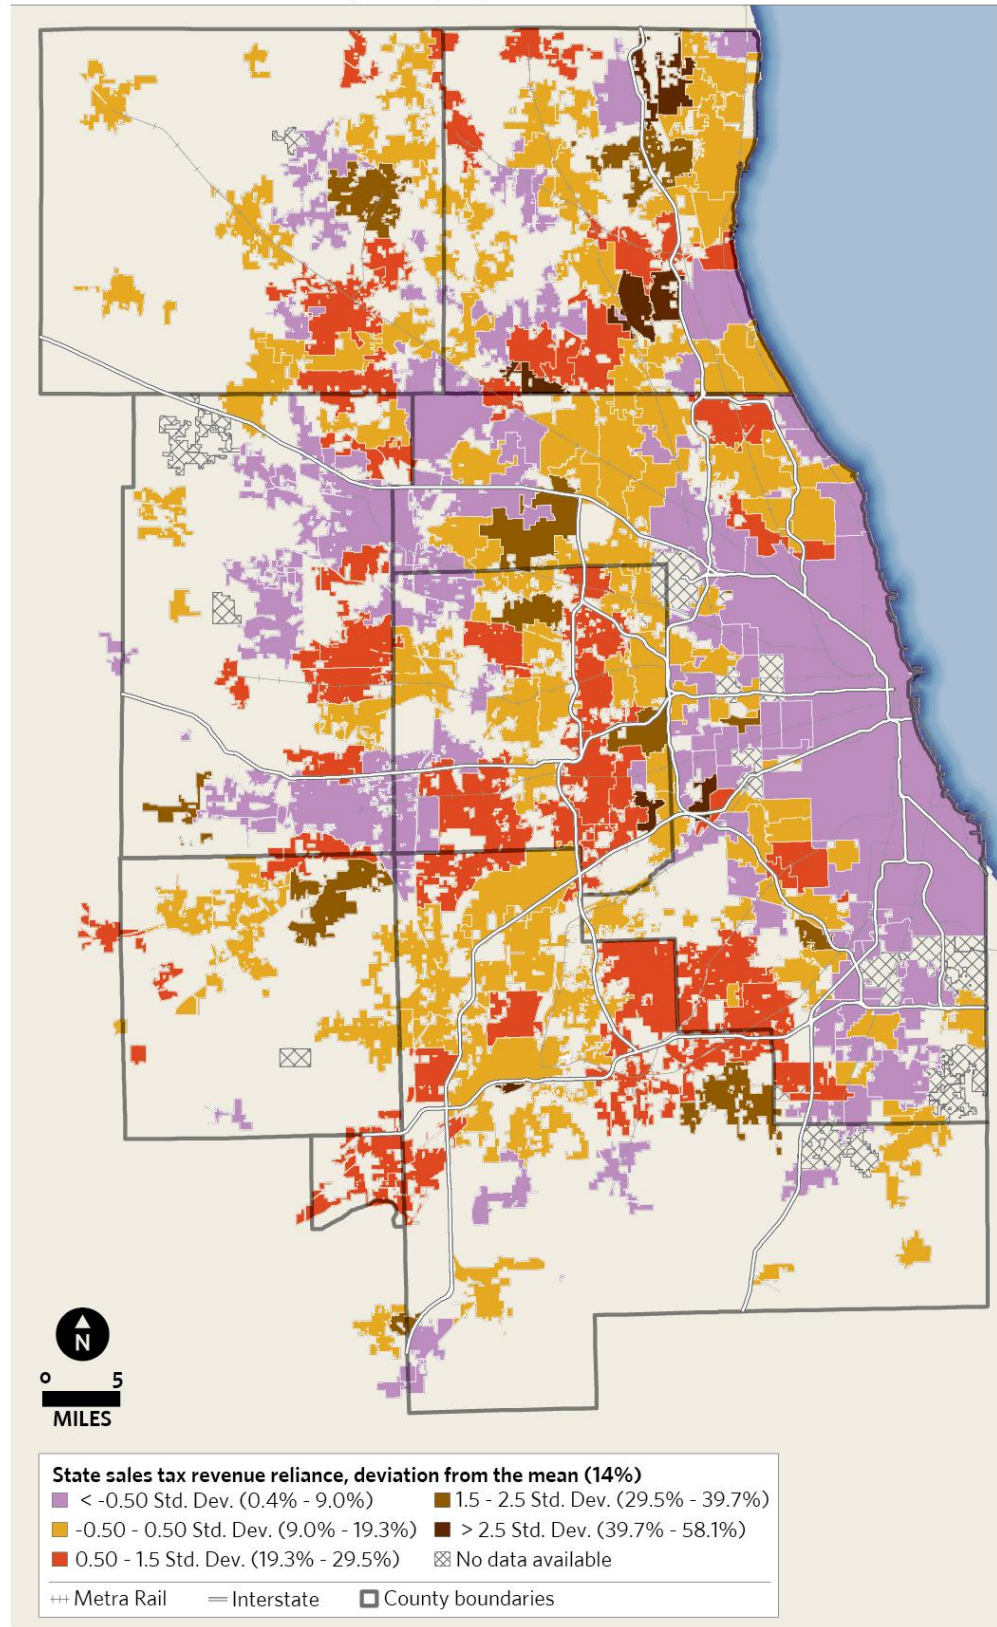 N
0 5
MILES
State sales tax revenue reliance, deviation from the mean (14%)
< -0.50 Std. Dev. (0.4% - 9.0%)
1.5 - 2.5 Std. Dev. (29.5% - 39.7%)
-0.50 - 0.50 Std. Dev. (9.0% - 19.3%)
> 2.5 Std. Dev. (39.7% - 58.1%)
0.50 - 1.5 Std. Dev. (19.3% - 29.5%)
No data available
Metra Rail
Interstate
County boundaries